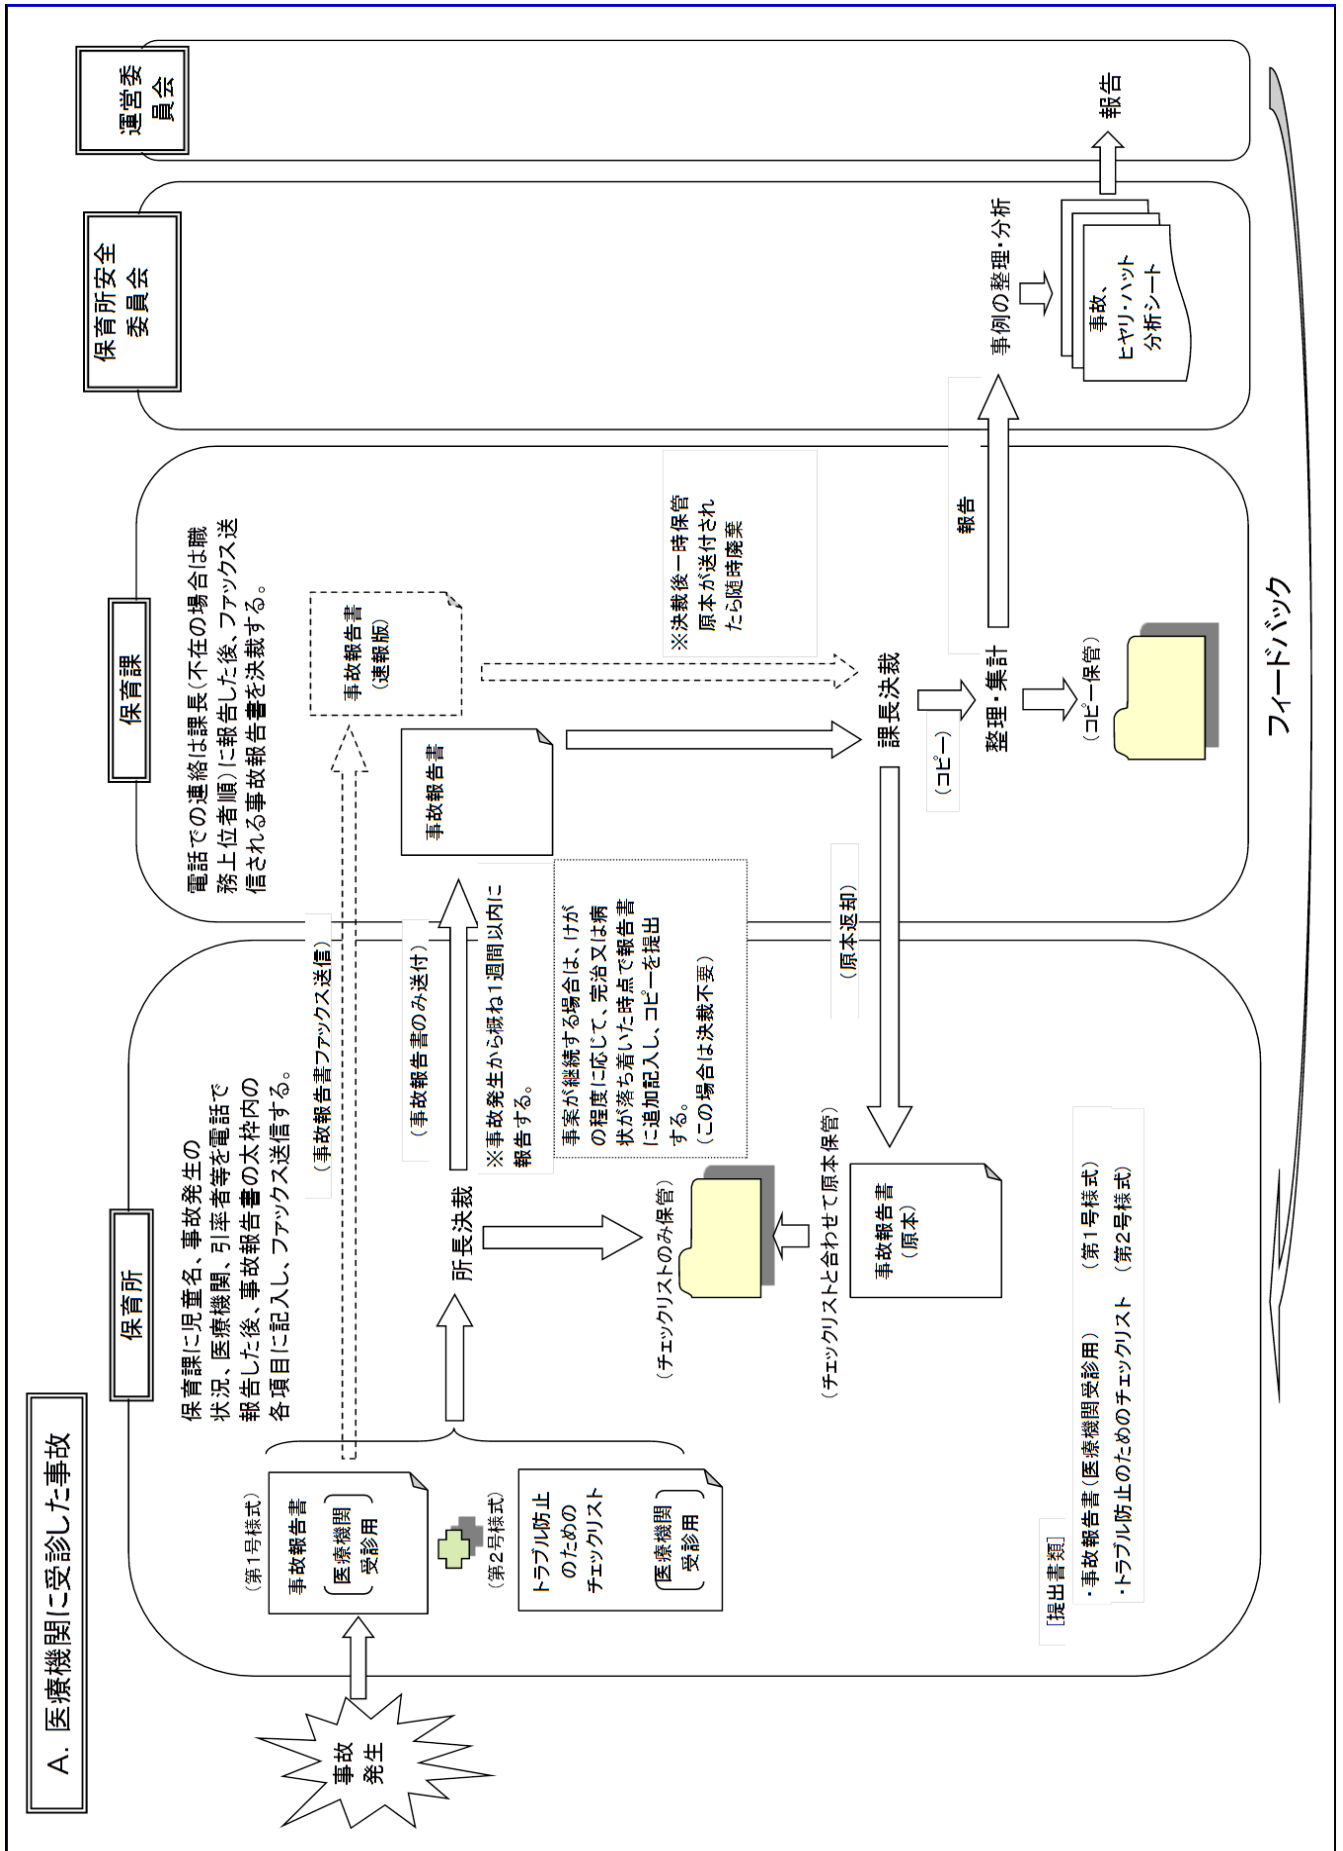 A. 医療機関に受診した事故
事故
発生
保育所
保育課に児童名、事故発生の
状況、医療機関、引率者等を電話で
報告した後、事故報告書の太枠内の
各項目に記入し、ファックス送信する。
(第1号様式)
事故報告書
医療機関
受診用
(第2号様式)
トラブル防止
のための
チェックリスト
医療機関
受診用
所長決裁
(事故報告書ファックス送信)
(事故報告書のみ送付)
※事故発生から概ね1週間以内に
報告する。
事案が継続する場合は、けが
の程度に応じて、完治又は病
状が落ち着いた時点で報告書
に追加記入し、コピーを提出
する。
(この場合は決裁不要)
(チェックリストのみ保管)
(チェックリストと合わせて原本保管)
事故報告書
(原本)
(原本返却)
[提出書類]
・事故報告書(医療機関受診用) (第1号様式)
・トラブル防止のためのチェックリスト (第2号様式)
保育課
電話での連絡は課長(不在の場合は職
務上位者順)に報告した後、ファックス送
信される事故報告書を決裁する。
事故報告書
(速報版)
事故報告書
※決裁後一時保管
原本が送付され
たら随時廃棄
課長決裁
(コピー)
整理・集計
(コピー保管)
報告
保育所安全
委員会
事例の整理・分析
事故、
ヒヤリ・ハット
分析シート
運営委
員会
報告
フィードバック